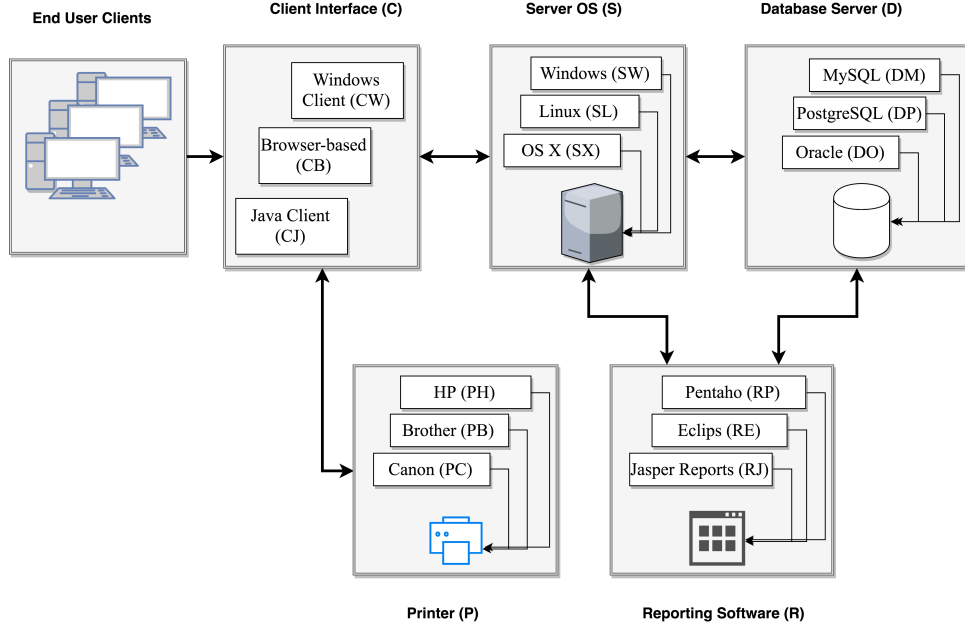 End User Clients
Client Interface (C)
Server OS (S)
Database Server (D)
Windows
Client (CW)
Browser-based
(CB)
Java Client
(CJ)
Windows (SW)
Linux (SL)
OS X (SX)
MySQL (DM)
PostgreSQL (DP)
Oracle (DO)
HP (PH)
Brother (PB)
Canon (PC)
Pentaho (RP)
Eclips (RE)
Jasper Reports (RJ)
Printer (P)
Reporting Software (R)